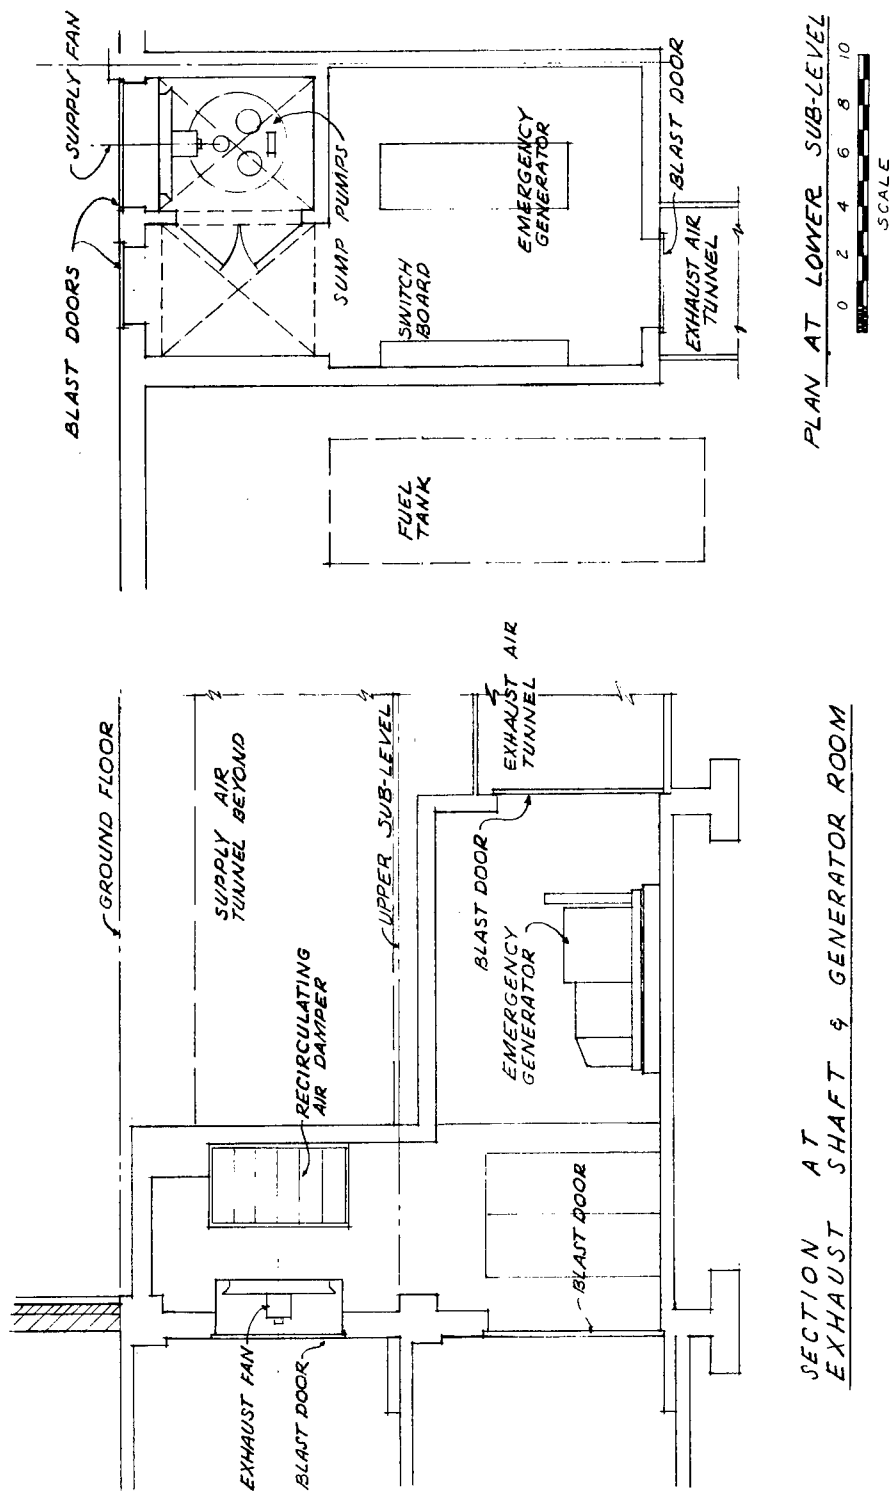 GROUND FLOOR
SUPPLY AIR
TUNNEL BEYOND
UPPER SUB-LEVEL
RECIRCULATING
AIR DAMPER
EXHAUST FAN
BLAST DOOR
BLAST DOOR
EXHAUST AIR
TUNNEL
BLAST DOOR
EMERGENCY
GENERATOR
SECTION AT
EXHAUST SHAFT & GENERATOR ROOM
BLAST DOORS
SUPPLY FAN
SUMP PUMPS
SWITCH
BOARD
EMERGENCY
GENERATOR
FUEL
TANK
EXHAUST AIR
TUNNEL
BLAST DOOR
PLAN AT LOWER SUB-LEVEL
0 2 4 6 8 10
SCALE